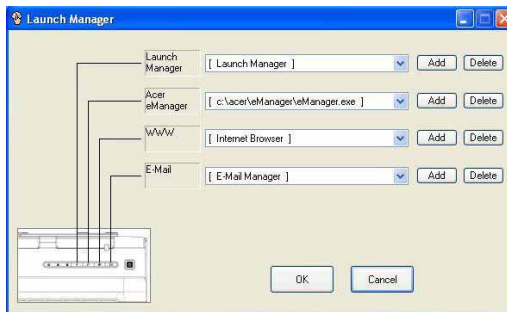 Launch Manager
Launch
Manager
[ Launch Manager ]
Add
Delete
Acer
eManager
[ c:\acer\eManager\eManager.exe ]
Add
Delete
WWW
[ Internet Browser ]
Add
Delete
E-Mail
[ E-Mail Manager ]
Add
Delete
OK
Cancel